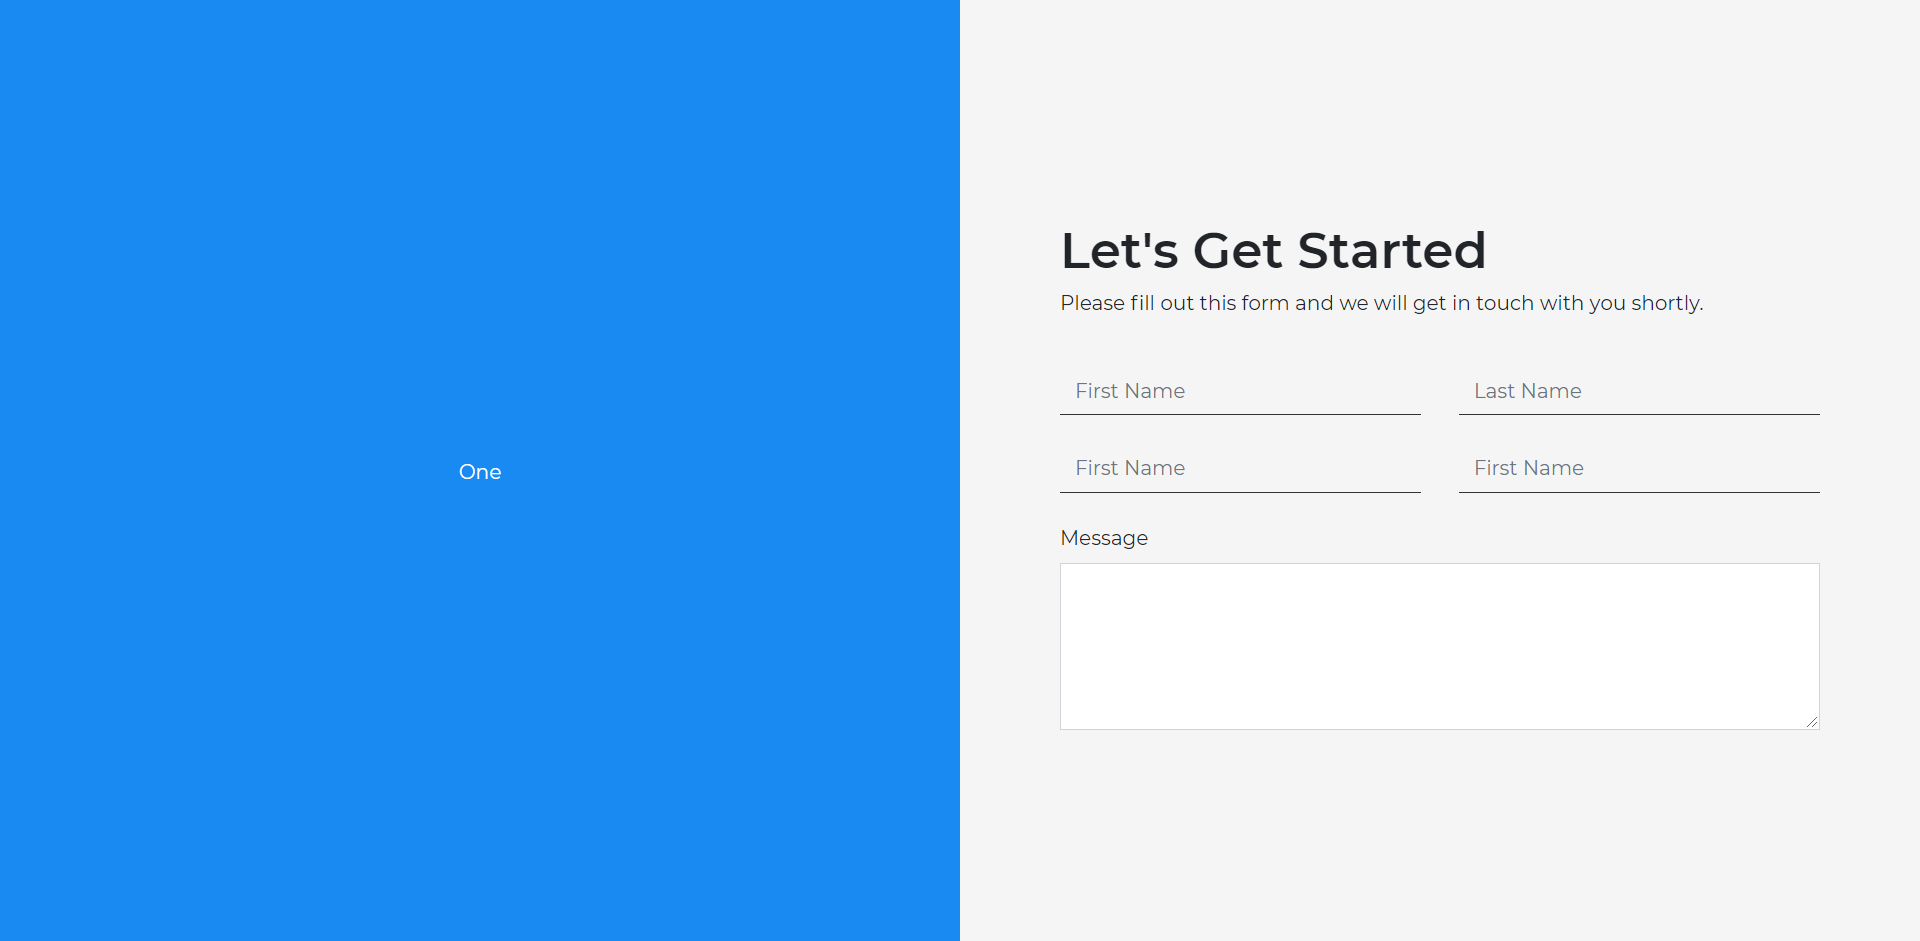 One
Let's Get Started
Please fill out this form and we will get in touch with you shortly.
First Name
Last Name
First Name
First Name
Message